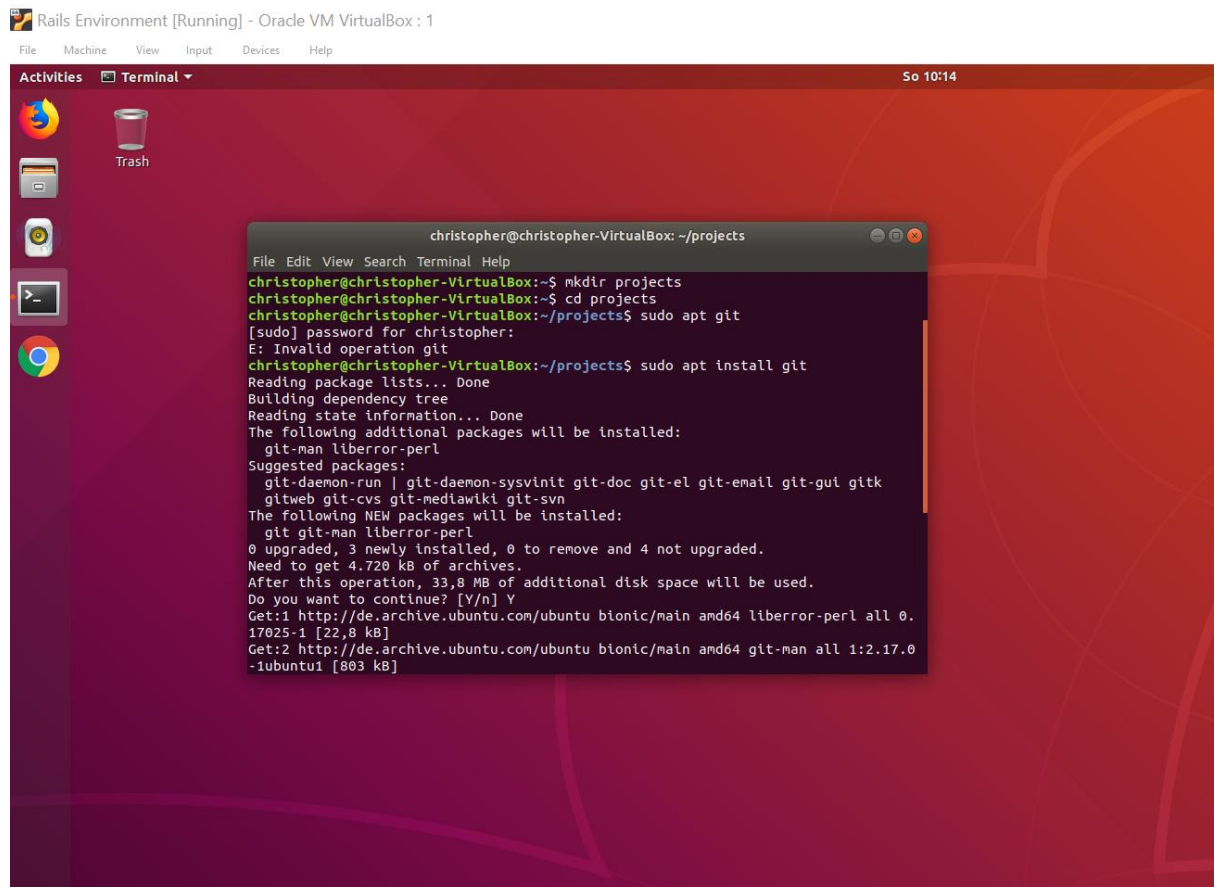 Rails Environment [Running] - Oracle VM VirtualBox : 1
File Machine View Input Devices Help
Activities Terminal So 10:14
Trash
christopher@christopher-VirtualBox: ~/projects
File Edit View Search Terminal Help
christopher@christopher-VirtualBox:~$ mkdir projects
christopher@christopher-VirtualBox:~$ cd projects
christopher@christopher-VirtualBox:~/projects$ sudo apt git
[sudo] password for christopher:
E: Invalid operation git
christopher@christopher-VirtualBox:~/projects$ sudo apt install git
Reading package lists... Done
Building dependency tree
Reading state information... Done
The following additional packages will be installed:
  git-man liberror-perl
Suggested packages:
  git-daemon-run | git-daemon-sysvinit git-doc git-el git-email git-gui gitk
  gitweb git-cvs git-mediawiki git-svn
The following NEW packages will be installed:
  git git-man liberror-perl
0 upgraded, 3 newly installed, 0 to remove and 4 not upgraded.
Need to get 4.720 kB of archives.
After this operation, 33,8 MB of additional disk space will be used.
Do you want to continue? [Y/n] Y
Get:1 http://de.archive.ubuntu.com/ubuntu bionic/main amd64 liberror-perl all 0.
17025-1 [22,8 kB]
Get:2 http://de.archive.ubuntu.com/ubuntu bionic/main amd64 git-man all 1:2.17.0
-1ubuntu1 [803 kB]